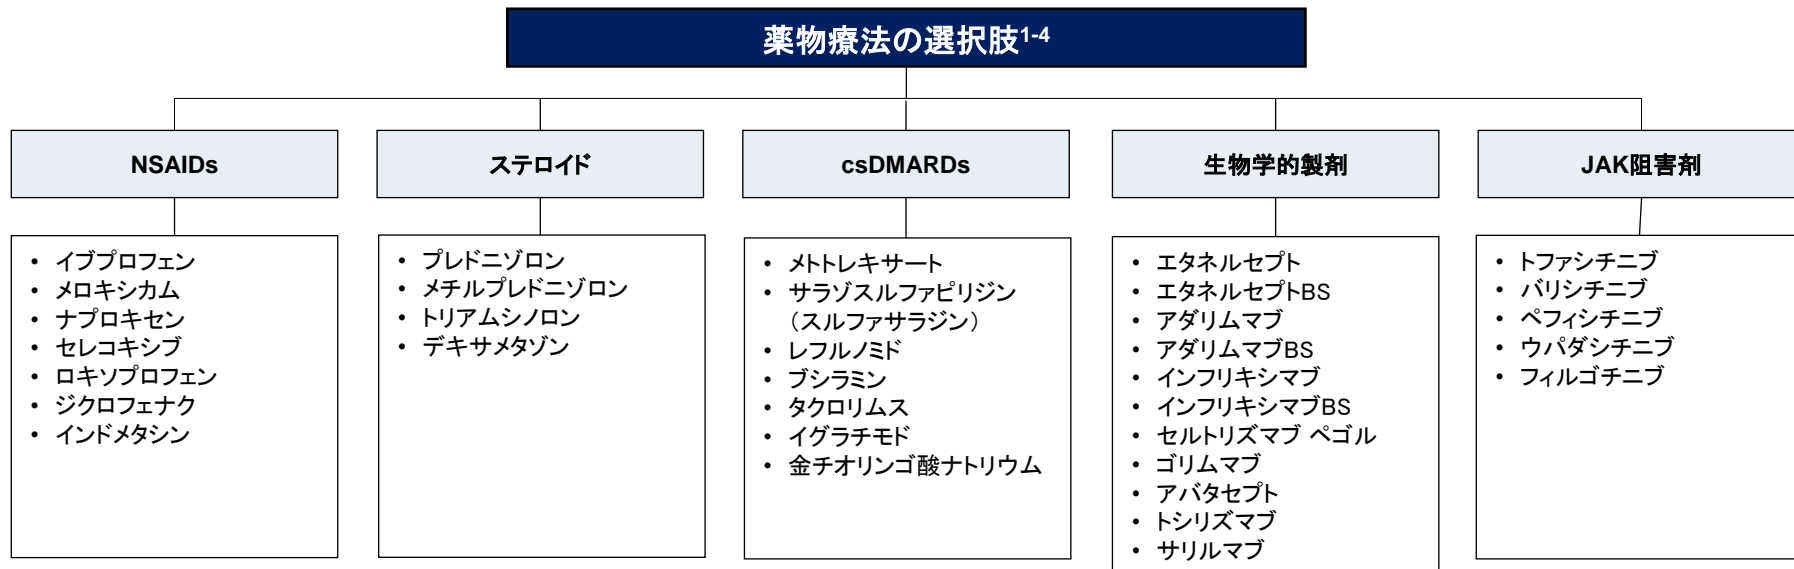 薬物療法の選択肢1-4
NSAIDs
• イブプロフェン
• メロキシカム
• ナプロキセン
• セレコキシブ
• ロキソプロフェン
• ジクロフェナク
• インドメタシン
ステロイド
• プレドニゾロン
• メチルプレドニゾロン
• トリアムシノロン
• デキサメタゾン
csDMARDs
• メトトレキサート
• サラゾスルファピリジン
（スルファサラジン）
• レフルノミド
• ブシラミン
• タクロリムス
• イグラチモド
• 金チオリンゴ酸ナトリウム
生物学的製剤
• エタネルセプト
• エタネルセプトBS
• アダリムマブ
• アダリムマブBS
• インフリキシマブ
• インフリキシマブBS
• セルトリズマブ ペゴル
• ゴリムマブ
• アバタセプト
• トシリズマブ
• サリルマブ
JAK阻害剤
• トファシチニブ
• バリシチニブ
• ペフィシチニブ
• ウパダシチニブ
• フィルゴチニブ